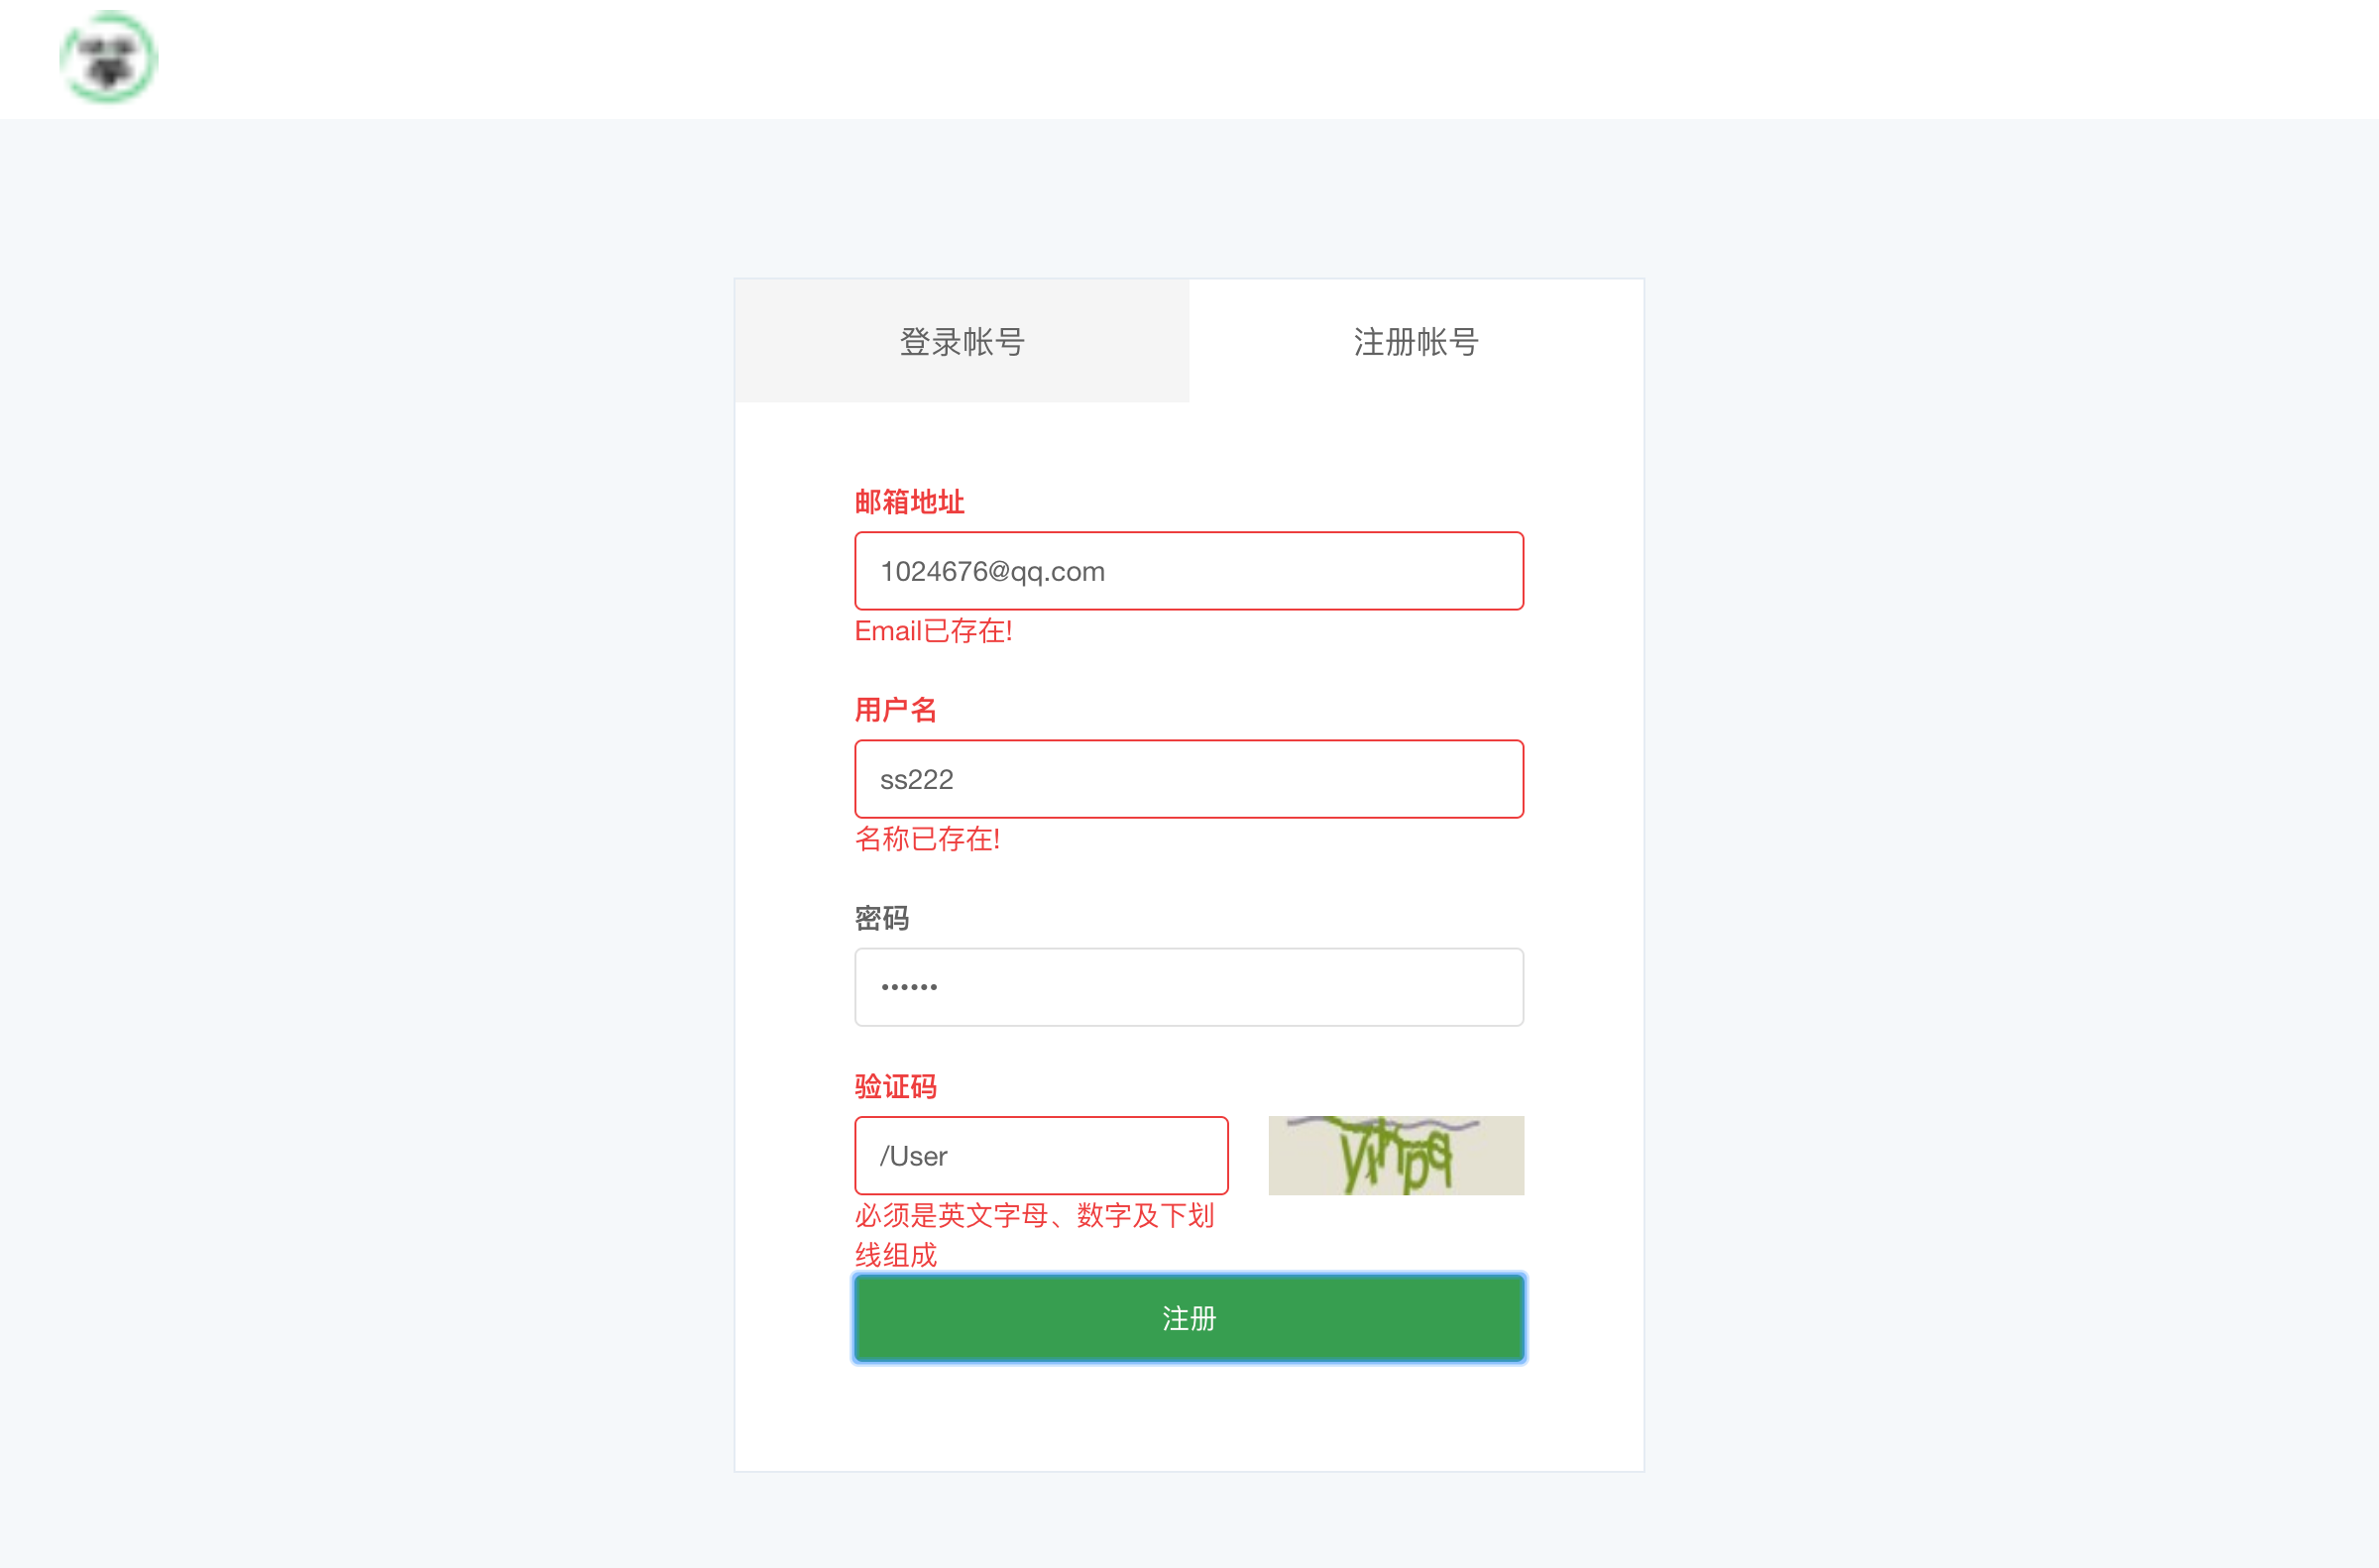 登录帐号
注册帐号
邮箱地址
1024676@qq.com
Email已存在!
用户名
ss222
名称已存在!
密码
••••••
验证码
/User
必须是英文字母、数字及下划
线组成
注册